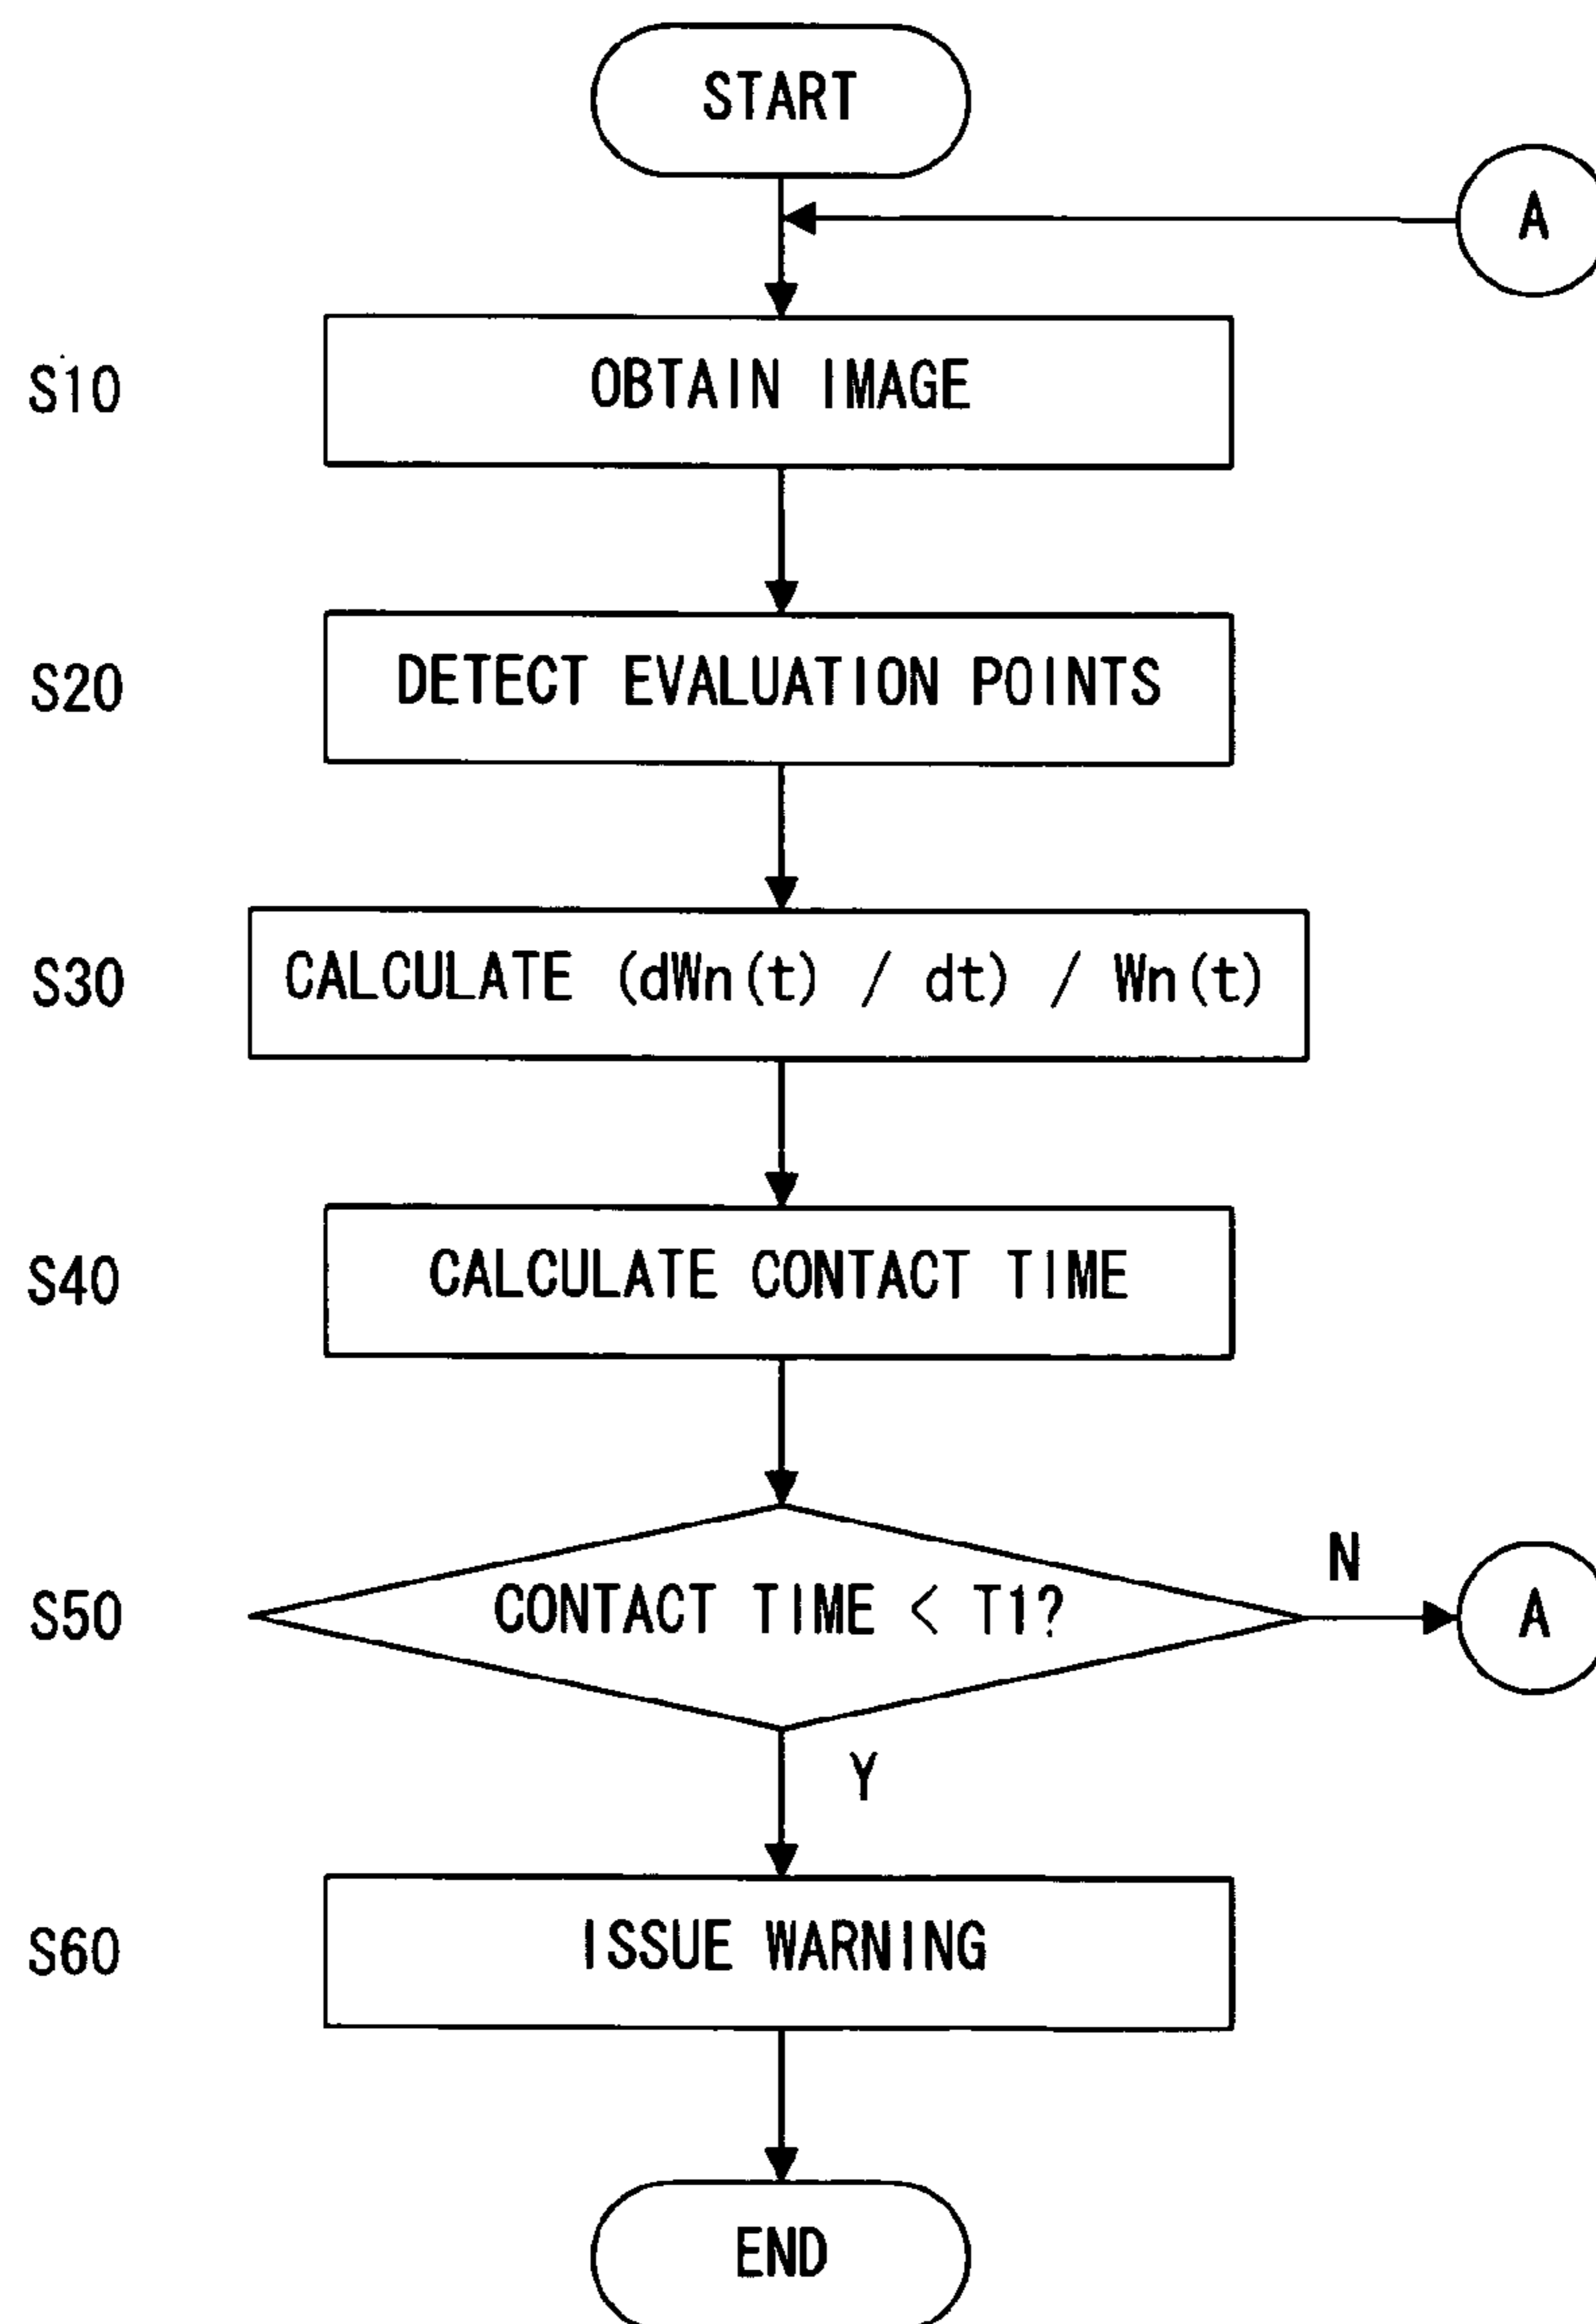 START
A
S10 OBTAIN IMAGE
S20 DETECT EVALUATION POINTS
S30 CALCULATE (dWn(t) / dt) / Wn(t)
S40 CALCULATE CONTACT TIME
N
S50 CONTACT TIME < T1? A
Y
S60 ISSUE WARNING
END